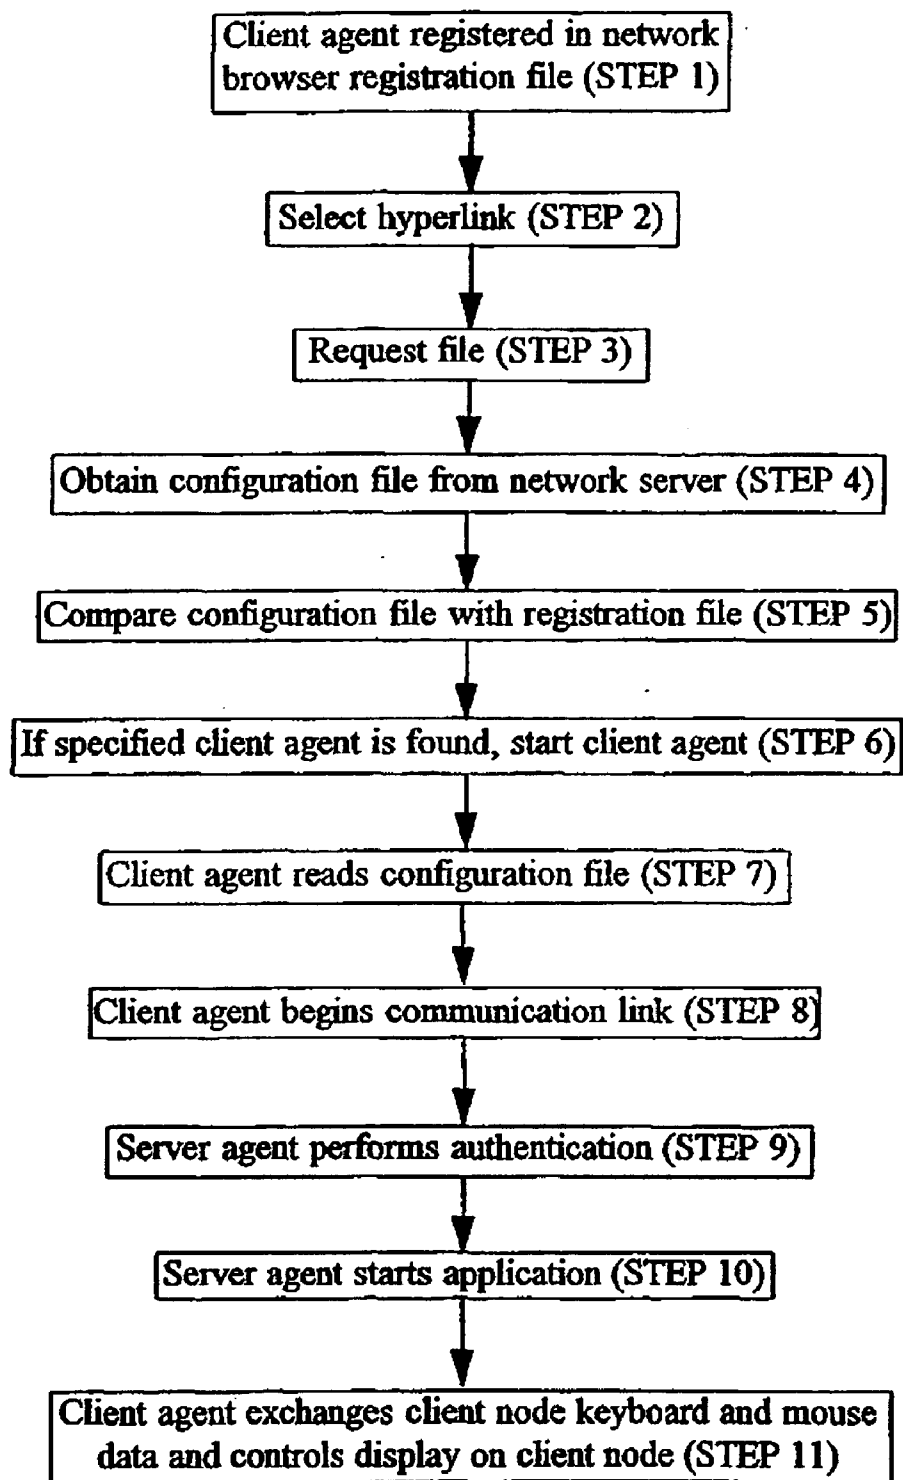 Client agent registered in network
browser registration file (STEP 1)
Select hyperlink (STEP 2)
Request file (STEP 3)
Obtain configuration file from network server (STEP 4)
Compare configuration file with registration file (STEP 5)
If specified client agent is found, start client agent (STEP 6)
Client agent reads configuration file (STEP 7)
Client agent begins communication link (STEP 8)
Server agent performs authentication (STEP 9)
Server agent starts application (STEP 10)
Client agent exchanges client node keyboard and mouse
data and controls display on client node (STEP 11)